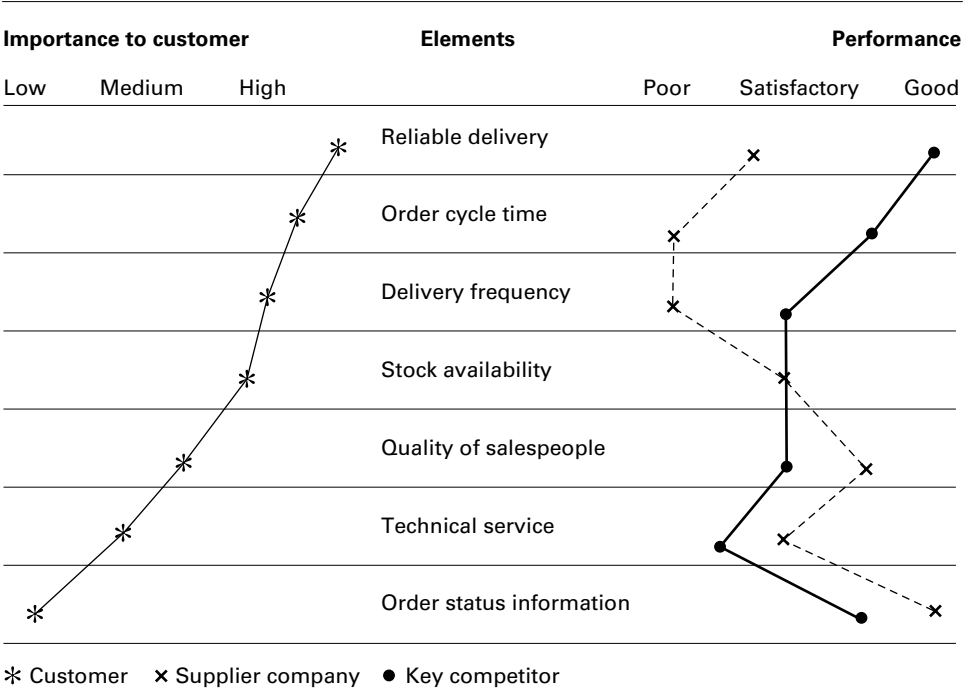 Importance to customer Elements Performance
Low Medium High Poor Satisfactory Good
Reliable delivery
Order cycle time
Delivery frequency
Stock availability
Quality of salespeople
Technical service
Order status information
Customer Supplier company Key competitor